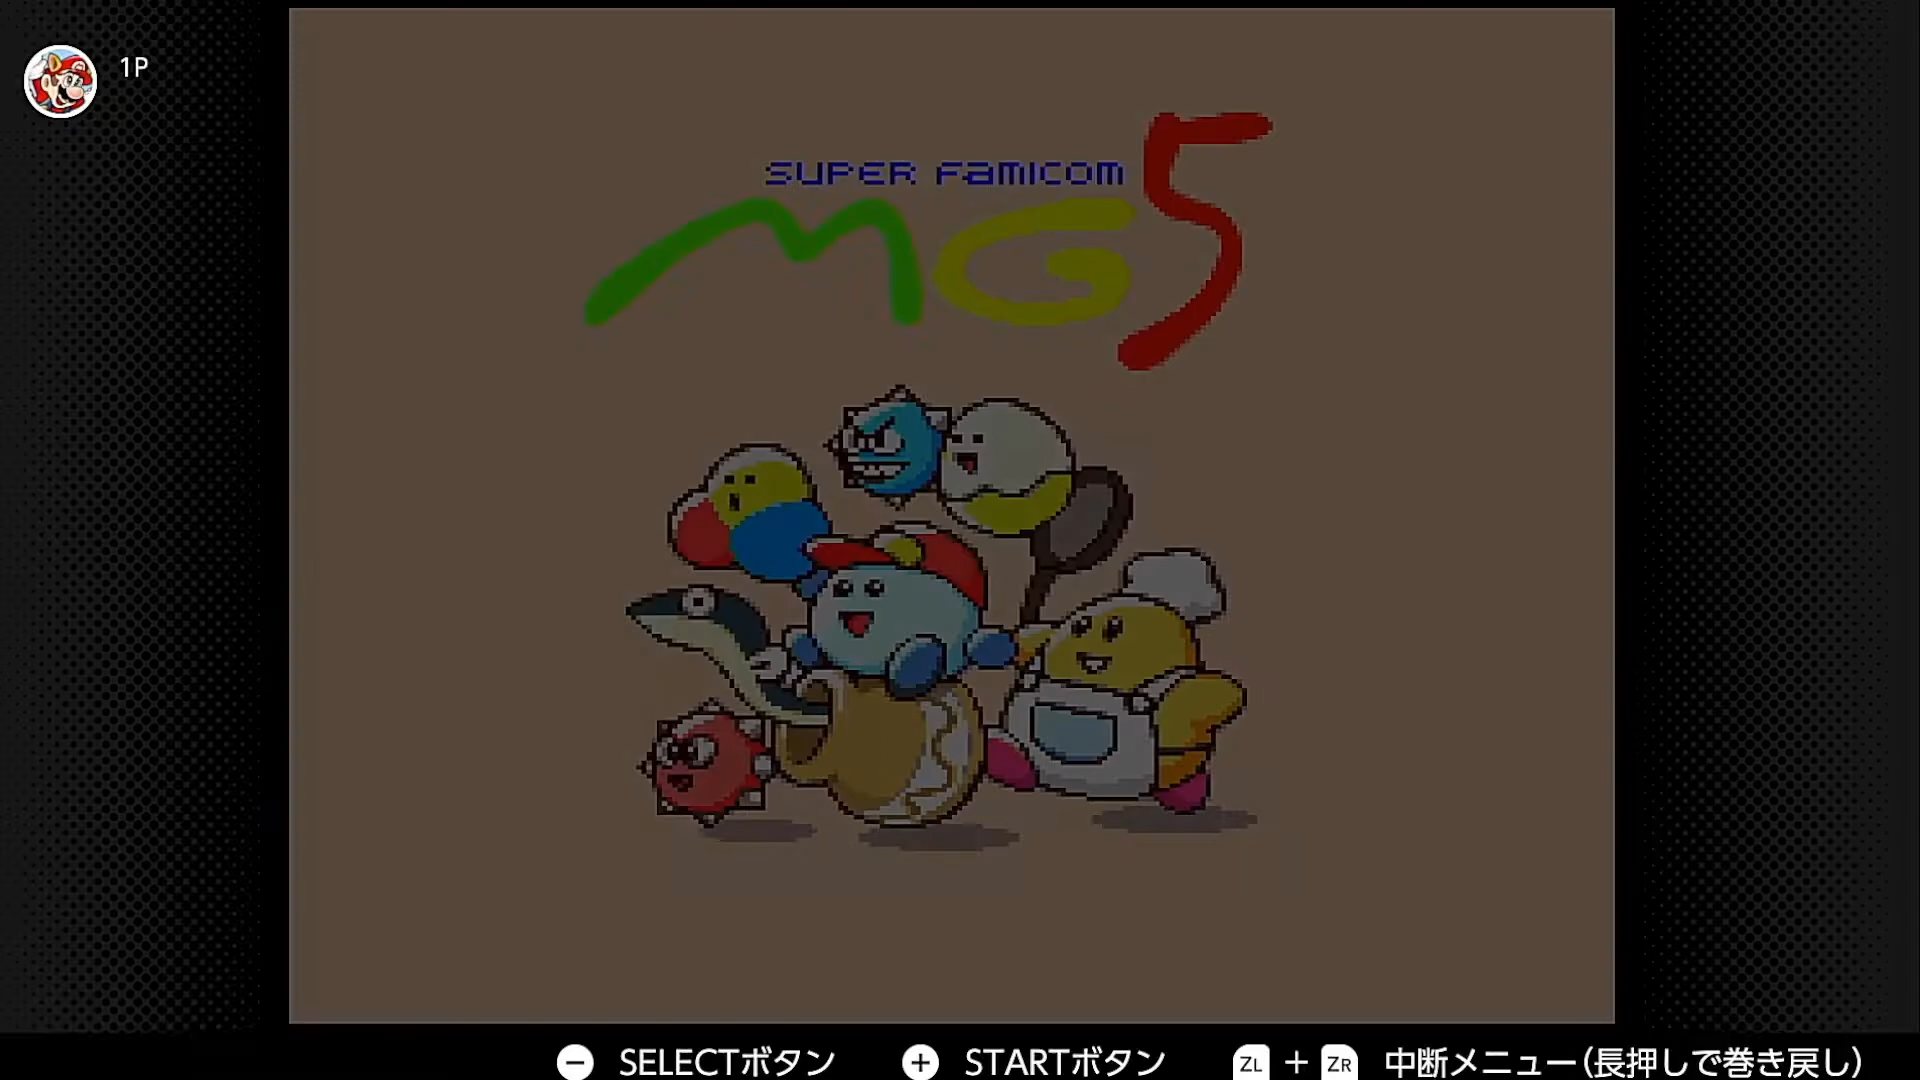 1P
SUPER FAMICOM
MG5
SELECTボタン
STARTボタン
ZL + ZR 中断メニュー(長押しで巻き戻し)